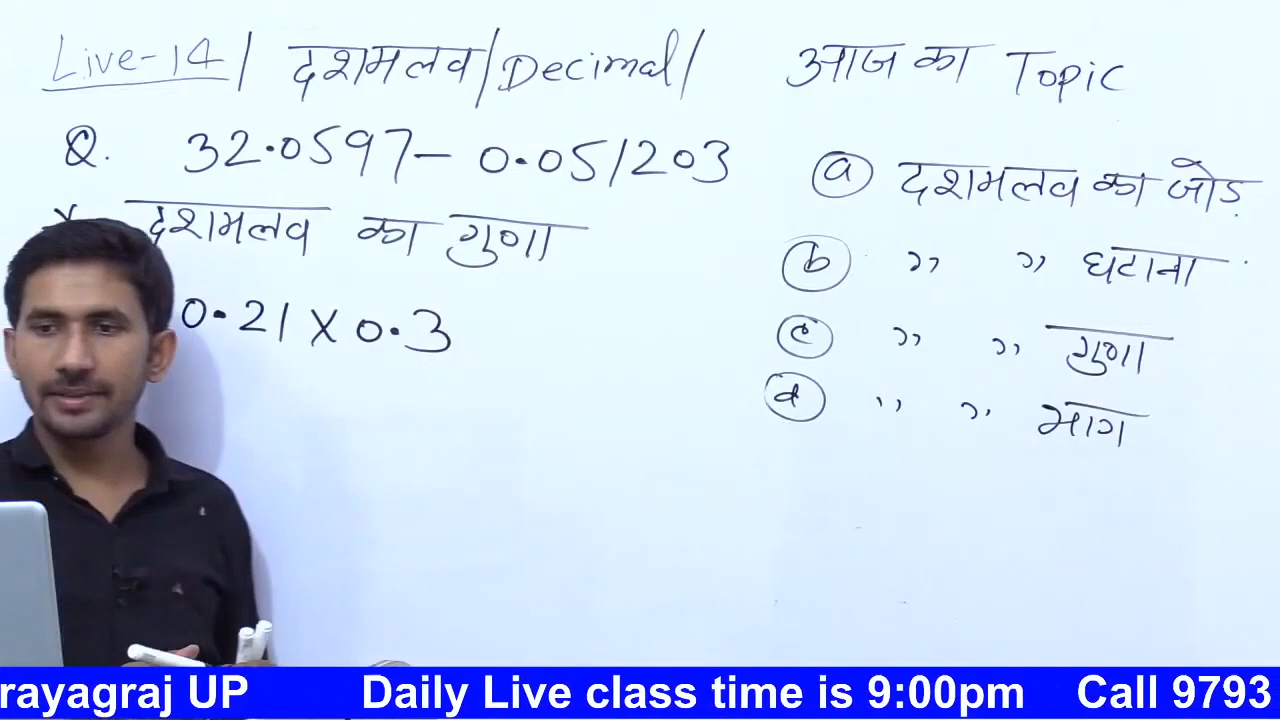 Live-14/ दशमलव/Decimal/ आज का Topic
Q. 32.0597- 0.051203
दशमलव का गुणा
0.21 X 0.3
(a) दशमलव का जोड़
(b) ,, ,, घटाना
(c) ,, ,, गुणा
(d) ,, ,, भाग
rayagraj UP Daily Live class time is 9:00pm Call 9793